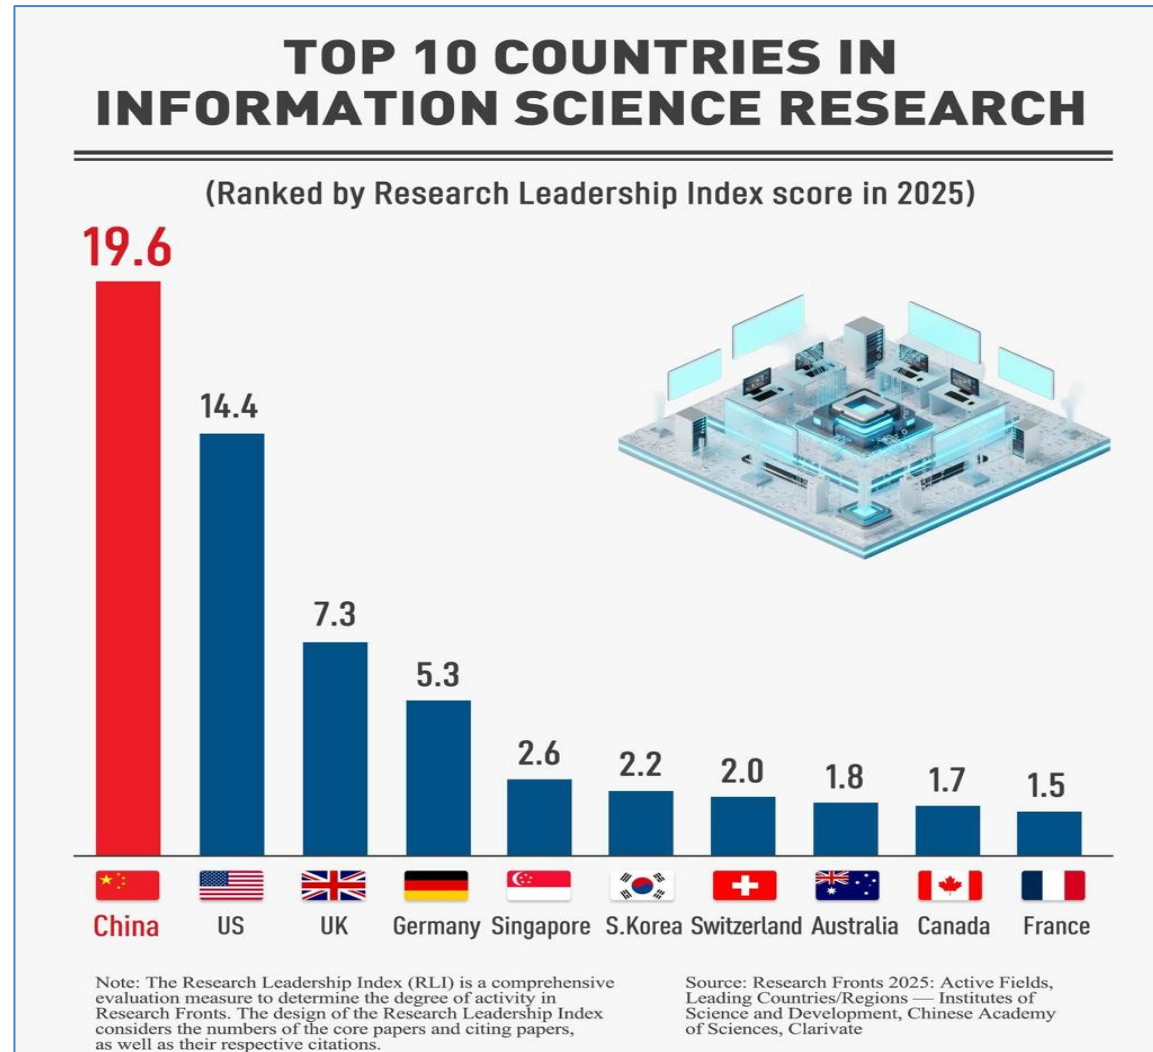 TOP 10 COUNTRIES IN
INFORMATION SCIENCE RESEARCH
(Ranked by Research Leadership Index score in 2025)
19.6
14.4
7.3
5.3
2.6
2.2
2.0
1.8
1.7
1.5
China
US
UK
Germany
Singapore
S.Korea
Switzerland
Australia
Canada
France
Note: The Research Leadership Index (RLI) is a comprehensive
evaluation measure to determine the degree of activity in
Research Fronts. The design of the Research Leadership Index
considers the numbers of the core papers and citing papers,
as well as their respective citations.
Source: Research Fronts 2025: Active Fields,
Leading Countries/Regions — Institutes of
Science and Development, Chinese Academy
of Sciences, Clarivate